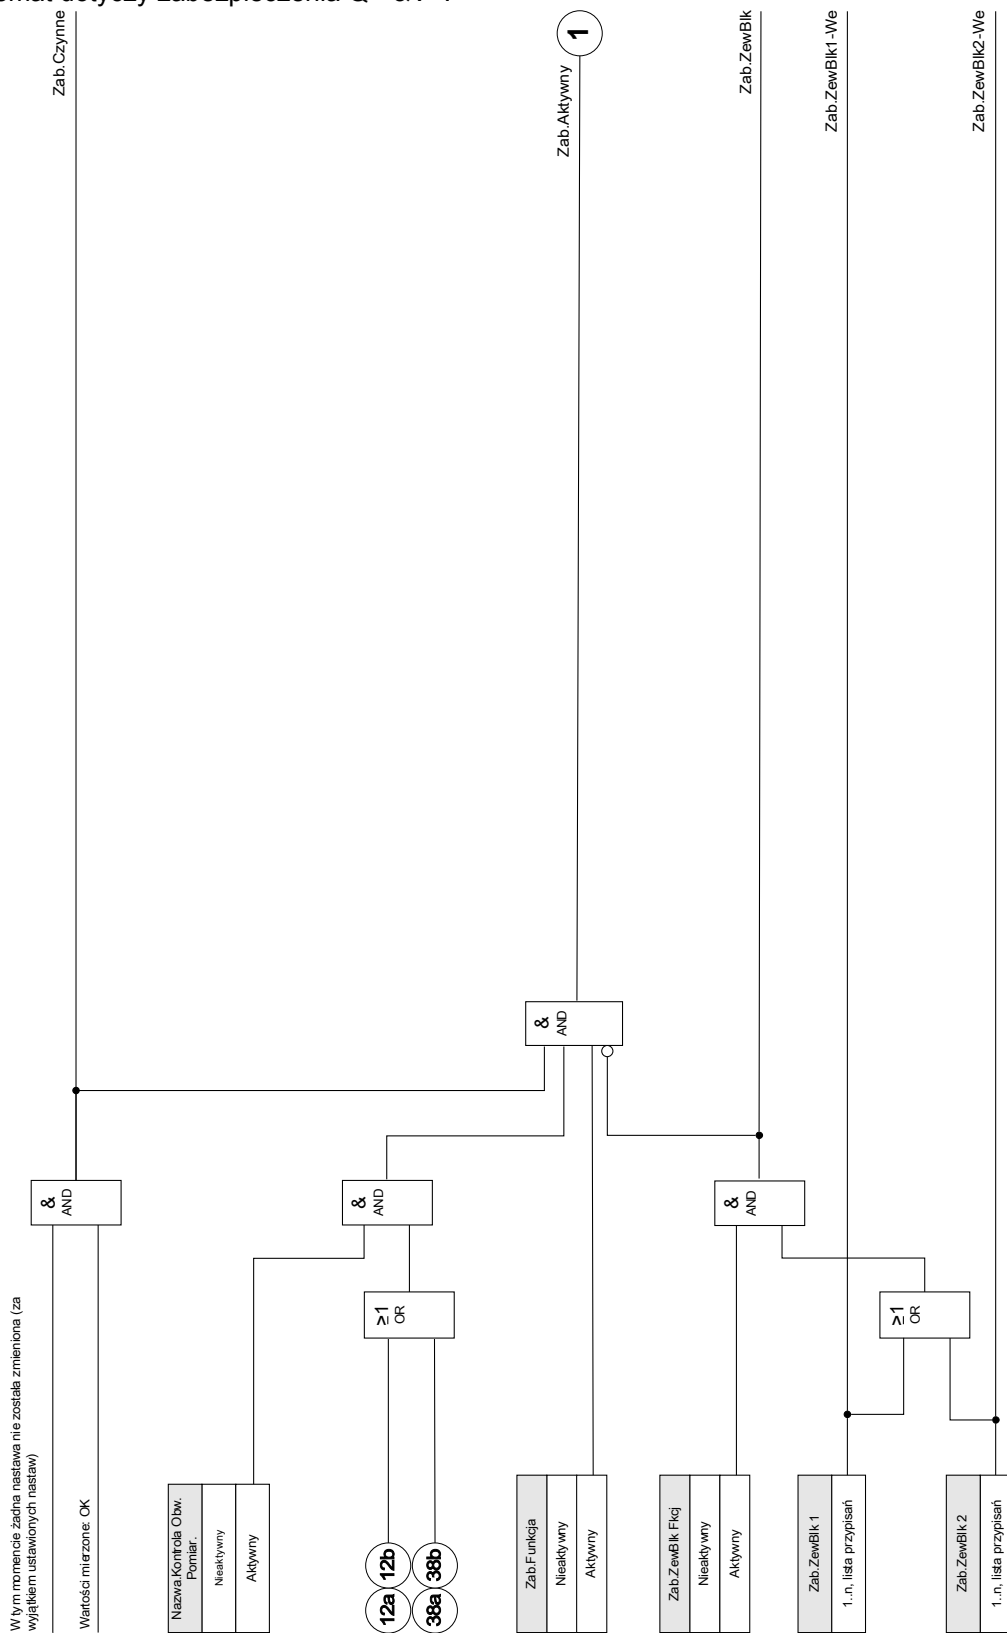 Zab.Czynne
Zab.Aktywny
1
Zab.ZewBlk
Zab.ZewBlk1-We
Zab.ZewBlk2-We
&
AND
&
AND
&
AND
&
AND
≥1
OR
≥1
OR
W tym momencie żadna nastawa nie została zmieniona (za
wyjątkiem ustawionych nastaw)
Wartości mierzone: OK
Nazwa.Kontrola Obw.
Pomiar.
Nieaktywny
Aktywny
12a 12b
38a 38b
Zab.Funkcja
Nieaktywny
Aktywny
Zab.ZewBlk Fkcj
Nieaktywny
Aktywny
Zab.ZewBlk 1
1..n, lista przypisań
Zab.ZewBlk 2
1..n, lista przypisań